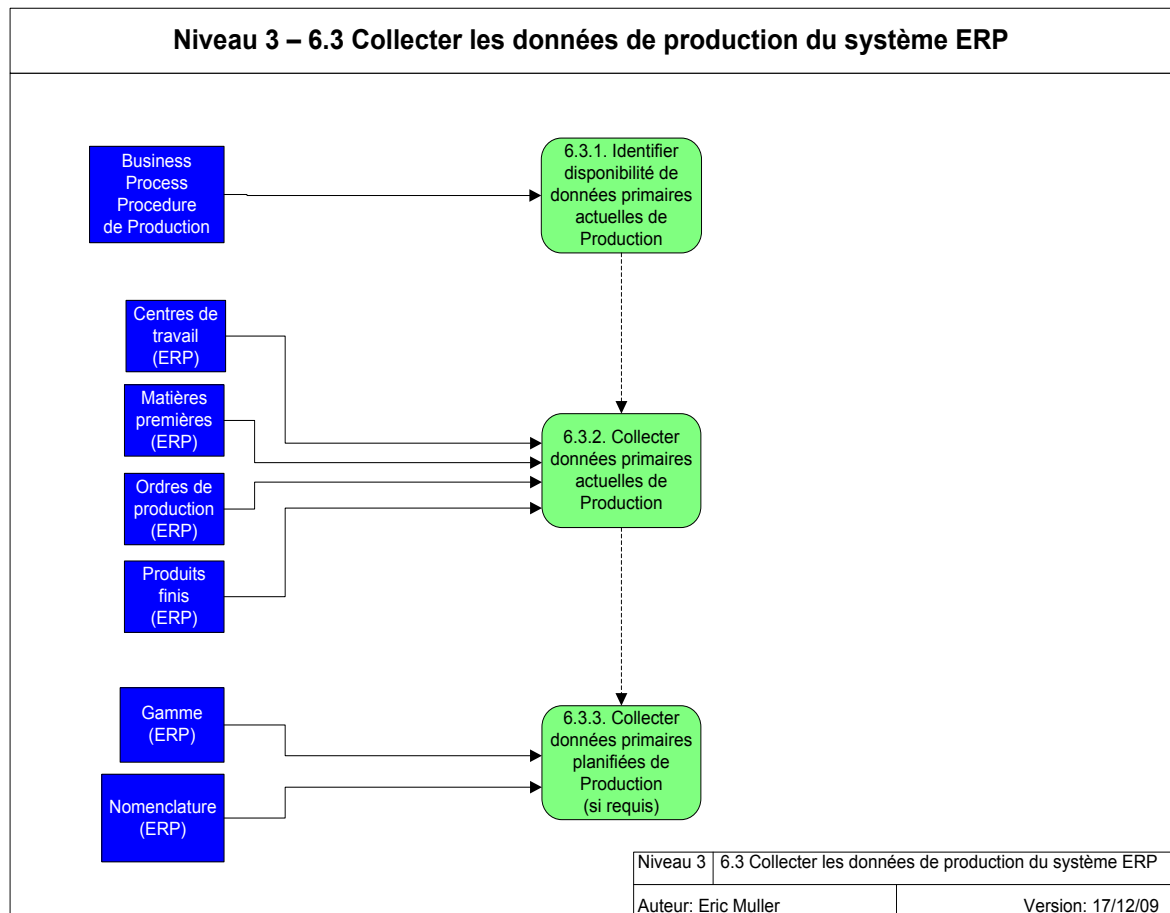 Niveau 3 – 6.3 Collecter les données de production du système ERP
Business
Process
Procedure
de Production
6.3.1. Identifier
disponibilité de
données primaires
actuelles de
Production
Centres de
travail
(ERP)
Matières
premières
(ERP)
Ordres de
production
(ERP)
Produits
finis
(ERP)
6.3.2. Collecter
données primaires
actuelles de
Production
Gamme
(ERP)
Nomenclature
(ERP)
6.3.3. Collecter
données primaires
planifiées de
Production
(si requis)
Niveau 3 6.3 Collecter les données de production du système ERP
Auteur: Eric Muller Version: 17/12/09